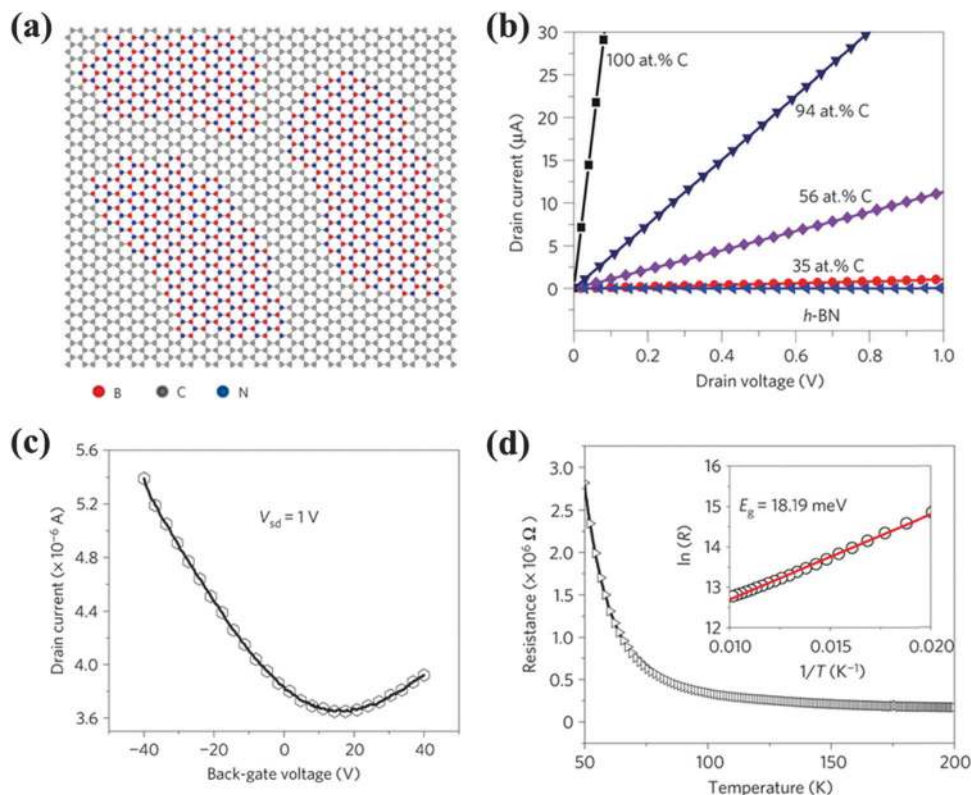 (a)
B C N
(b)
Drain current (μA)
30
25
20
15
10
5
0
100 at.% C
94 at.% C
56 at.% C
35 at.% C
h-BN
0 0.2 0.4 0.6 0.8 1.0
Drain voltage (V)
(c)
Drain current (× 10⁻⁶ A)
5.6
5.2
4.8
4.4
4.0
3.6
Vsd = 1 V
−40 −20 0 20 40
Back-gate voltage (V)
(d)
Resistance (× 10⁶ Ω)
3.0
2.5
2.0
1.5
1.0
0.5
0
50 100 150 200
Temperature (K)
ln (R)
16
15
14
13
12
Eg = 18.19 meV
0.010 0.015 0.020
1/T (K⁻¹)